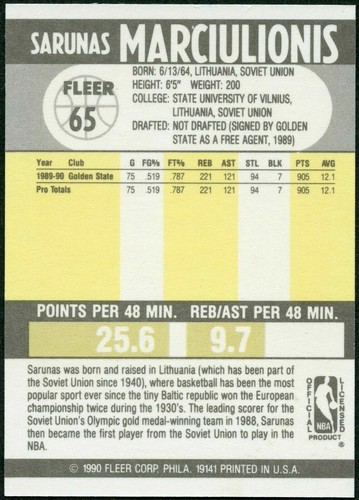 SARUNAS MARCIULIONIS
FLEER
65
BORN: 6/13/64, LITHUANIA, SOVIET UNION
HEIGHT: 6'5" WEIGHT: 200
COLLEGE: STATE UNIVERSITY OF VILNIUS,
LITHUANIA, SOVIET UNION
DRAFTED: NOT DRAFTED (SIGNED BY GOLDEN
STATE AS A FREE AGENT, 1989)
Year Club G FG% FT% REB AST STL BLK PTS AVG
1989-90 Golden State 75 .519 .787 221 121 94 7 905 12.1
Pro Totals 75 .519 .787 221 121 94 7 905 12.1
POINTS PER 48 MIN. REB/AST PER 48 MIN.
25.6 9.7
Sarunas was born and raised in Lithuania (which has been part of
the Soviet Union since 1940), where basketball has been the most
popular sport ever since the tiny Baltic republic won the European
championship twice during the 1930's. The leading scorer for the
Soviet Union's Olympic gold medal-winning team in 1988, Sarunas
then became the first player from the Soviet Union to play in the
NBA.
OFFICIAL LICENSED
NBA
PRODUCT
®
© 1990 FLEER CORP. PHILA. 19141 PRINTED IN U.S.A.